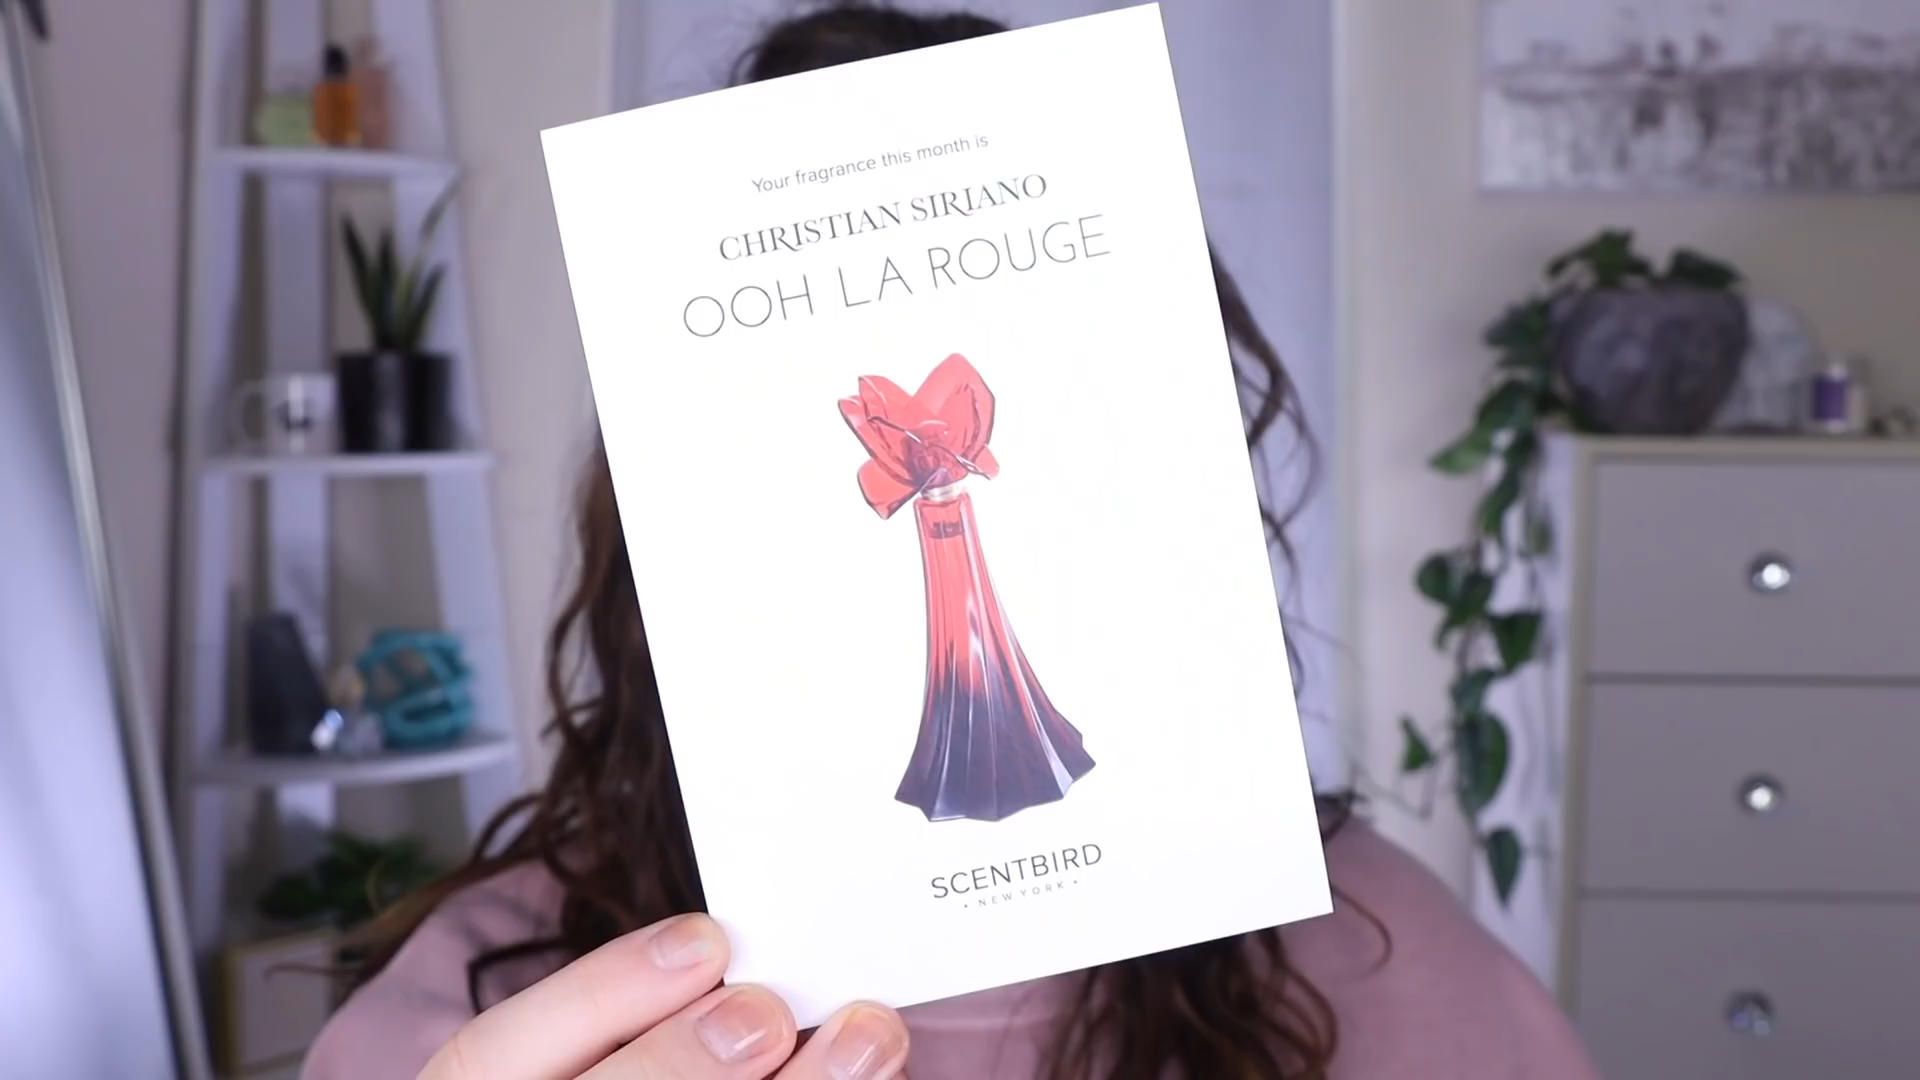 Your fragrance this month is
CHRISTIAN SIRIANO
OOH LA ROUGE
SCENTBIRD
• NEW YORK •